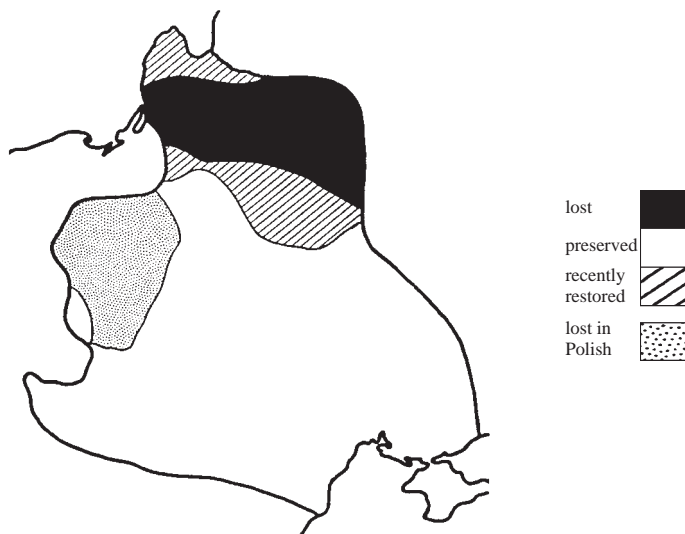 lost
preserved
recently
restored
lost in
Polish